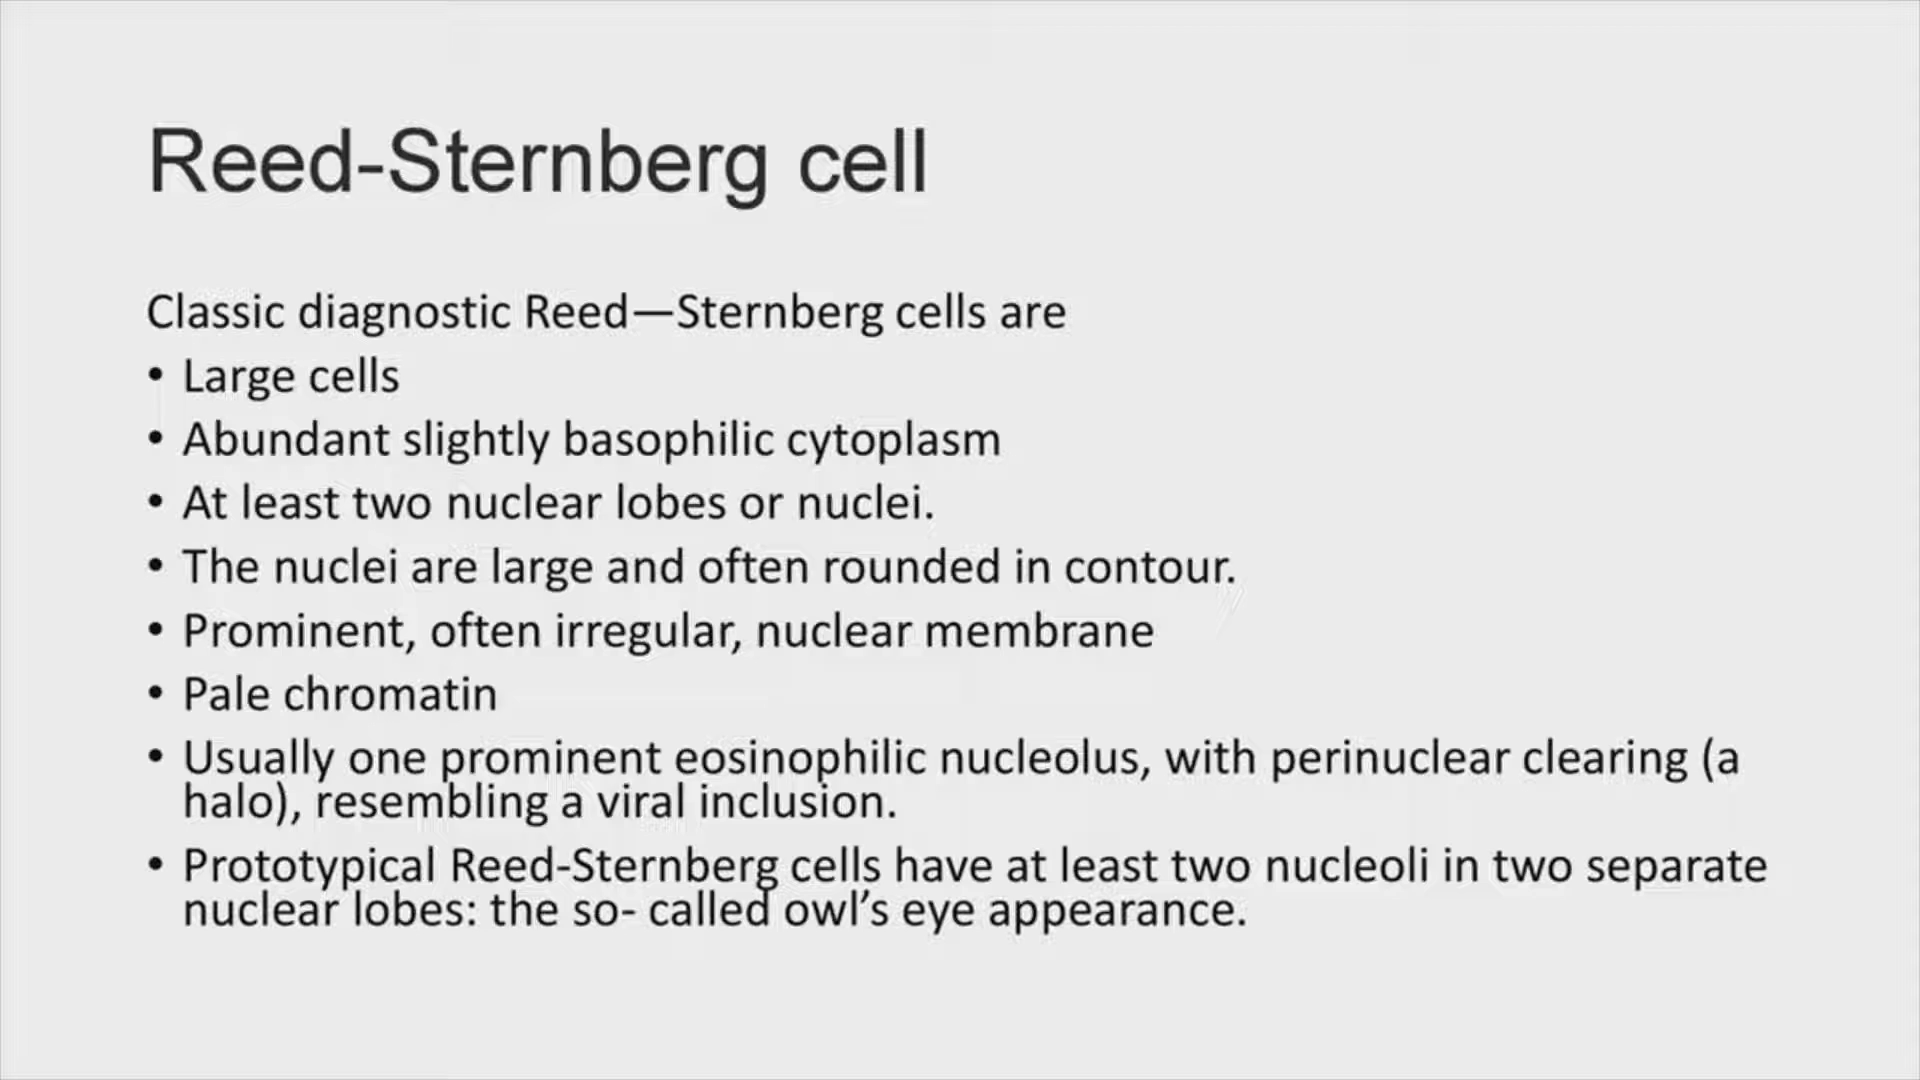 Reed-Sternberg cell
Classic diagnostic Reed—Sternberg cells are
• Large cells
• Abundant slightly basophilic cytoplasm
• At least two nuclear lobes or nuclei.
• The nuclei are large and often rounded in contour.
• Prominent, often irregular, nuclear membrane
• Pale chromatin
• Usually one prominent eosinophilic nucleolus, with perinuclear clearing (a
halo), resembling a viral inclusion.
• Prototypical Reed-Sternberg cells have at least two nucleoli in two separate
nuclear lobes: the so- called owl’s eye appearance.